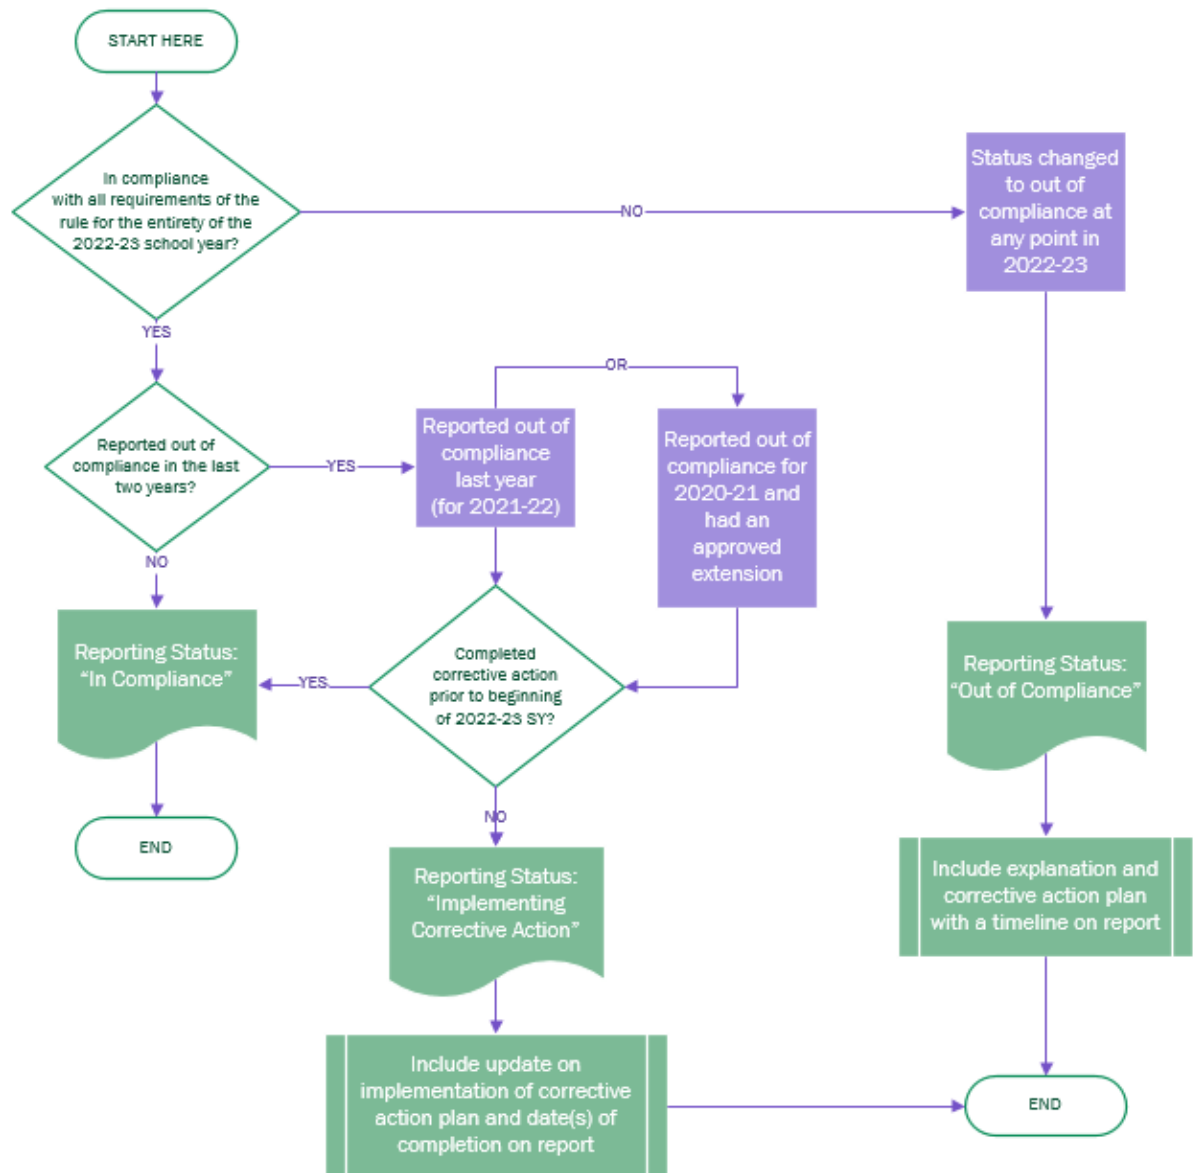 START HERE
In compliance
with all requirements of the
rule for the entirety of the
2022-23 school year?
NO
Status changed
to out of
compliance at
any point in
2022-23
YES
Reported out of
compliance in the last
two years?
YES
Reported out of
compliance
last year
(for 2021-22)
OR
Reported out of
compliance for
2020-21 and
had an
approved
extension
NO
Reporting Status:
“In Compliance”
YES
Completed
corrective action
prior to beginning
of 2022-23 SY?
Reporting Status:
“Out of Compliance”
END
NO
Reporting Status:
“Implementing
Corrective Action”
Include explanation and
corrective action plan
with a timeline on report
Include update on
implementation of corrective
action plan and date(s) of
completion on report
END